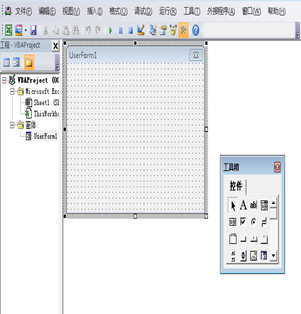 文件(F) 编辑(E) 视图(V) 插入(I) 格式(O) 调试(D) 运行(R) 工具(T) 外接程序(A) 窗口(W) 帮助(H)
工程 - VBAProject
UserForm1
VBAProject (
Microsoft Exc
Sheet1 (S
ThisWorkbo
窗体
UserForm1
工具箱
控件
A ab|